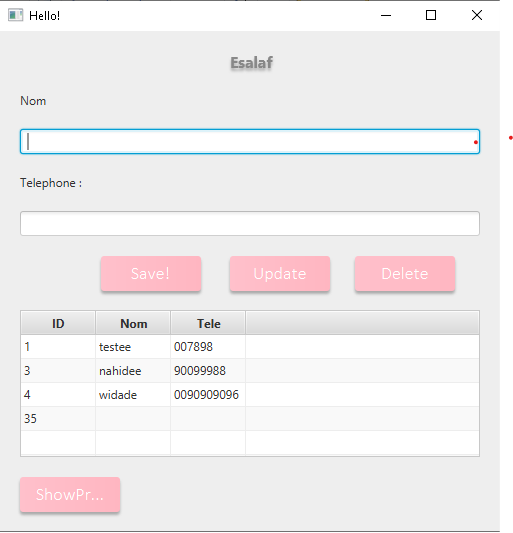 Hello!
Esalaf
Nom
Telephone :
Save! Update Delete
ID Nom Tele
1 testee 007898
3 nahidee 90099988
4 widade 0090909096
35
ShowPr...